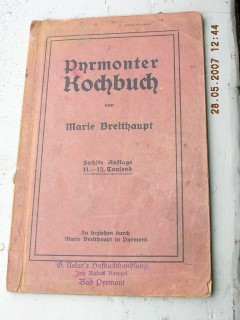 Pyrmonter
Kochbuch
von
Marie Breithaupt
Sechste Auflage
11.–12. Tausend
Zu beziehen durch
Marie Breithaupt in Pyrmont.
Hofbuchhandlung
Bad Pyrmont
28.05.2007 12:44